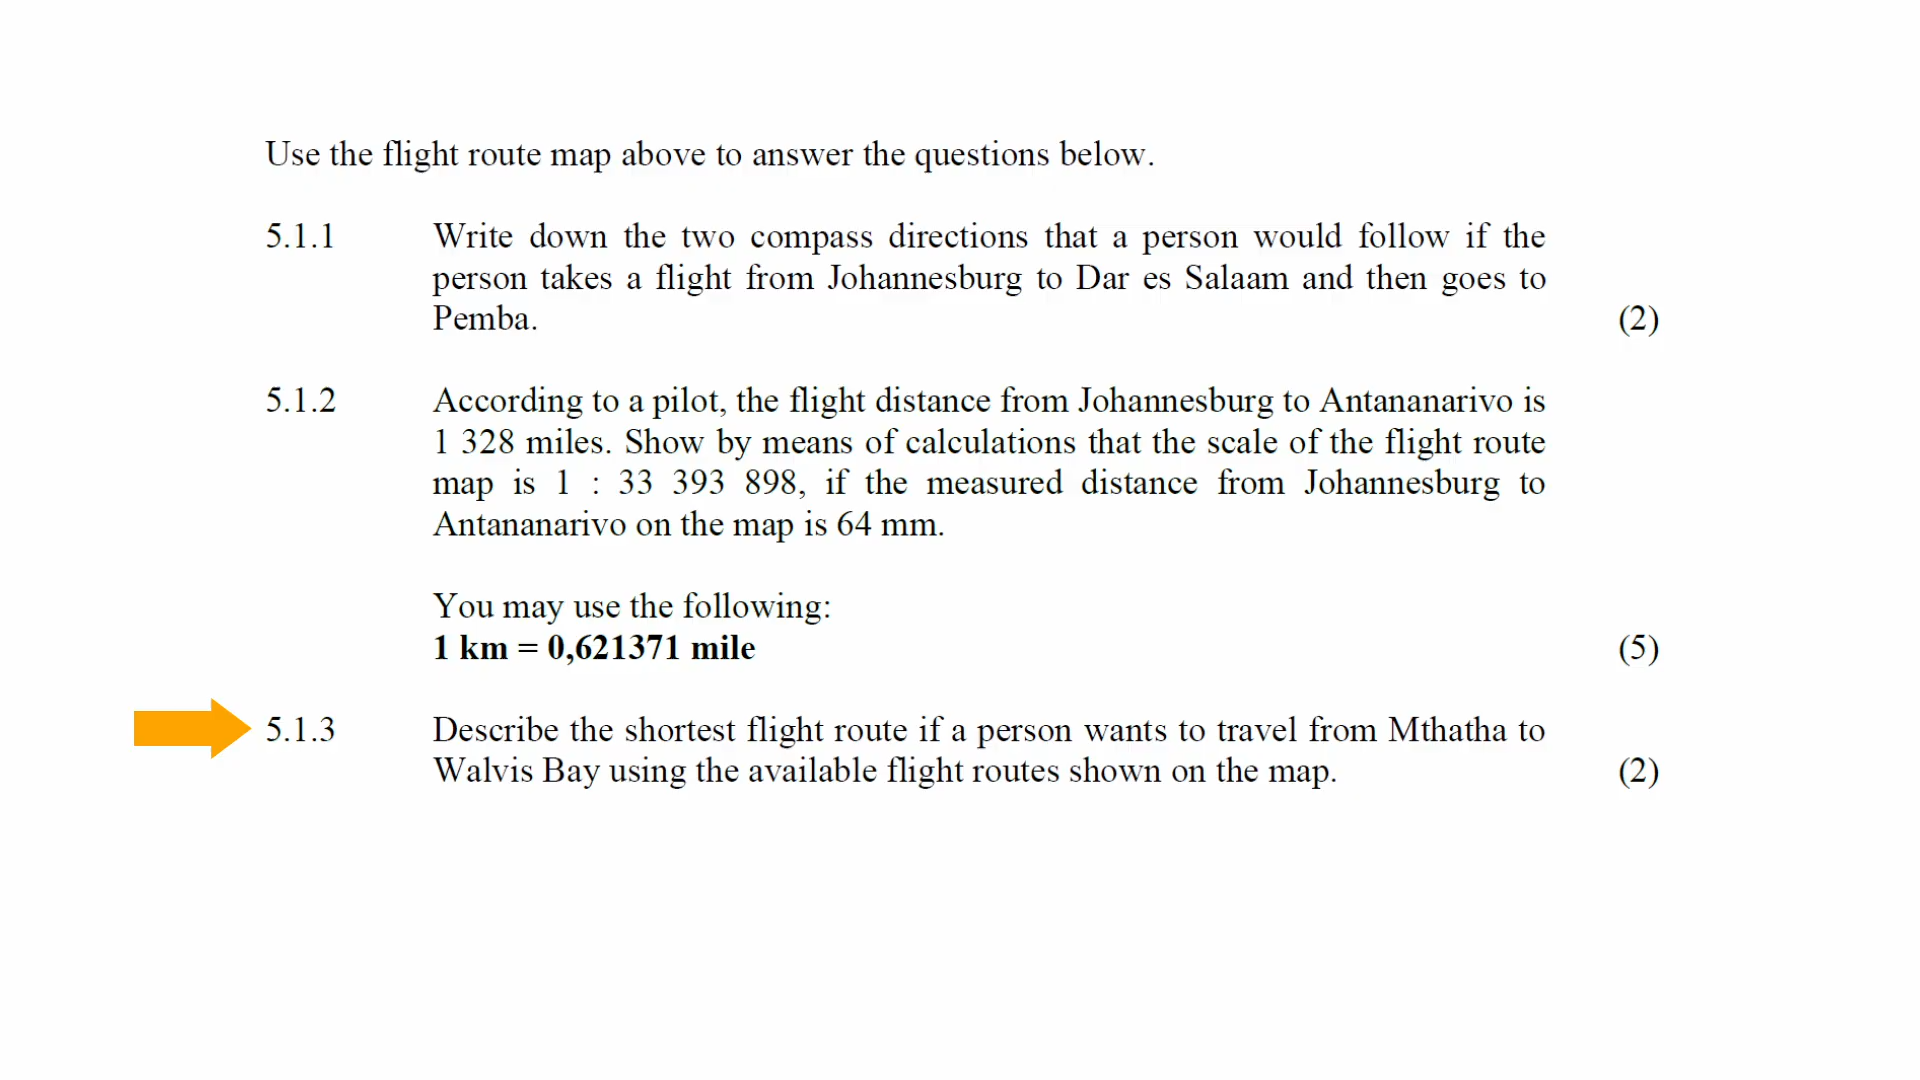 Use the flight route map above to answer the questions below.
5.1.1 Write down the two compass directions that a person would follow if the
person takes a flight from Johannesburg to Dar es Salaam and then goes to
Pemba. (2)
5.1.2 According to a pilot, the flight distance from Johannesburg to Antananarivo is
1 328 miles. Show by means of calculations that the scale of the flight route
map is 1 : 33 393 898, if the measured distance from Johannesburg to
Antananarivo on the map is 64 mm.
You may use the following:
1 km = 0,621371 mile (5)
5.1.3 Describe the shortest flight route if a person wants to travel from Mthatha to
Walvis Bay using the available flight routes shown on the map. (2)